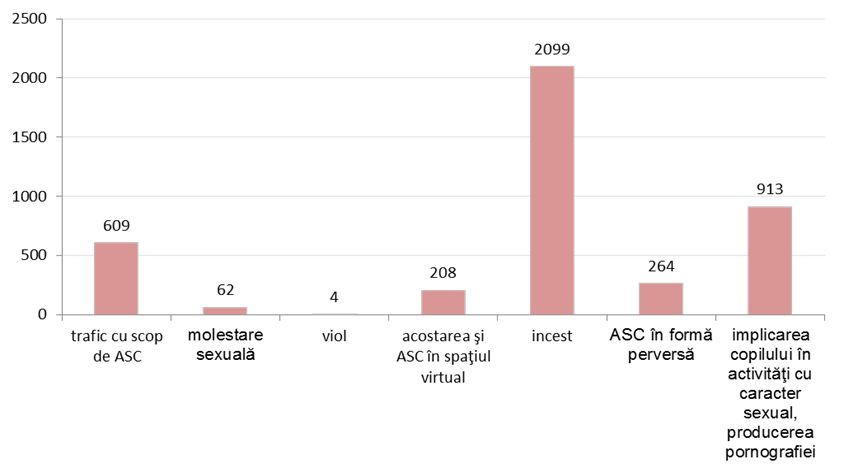 2500
2000
1500
1000
500
0
609
62
4
208
2099
264
913
trafic cu scop
de ASC
molestare
sexuală
viol
acostarea şi
ASC în spaţiul
virtual
incest
ASC în formă
perversă
implicarea
copilului în
activităţi cu
caracter
sexual,
producerea
pornografiei